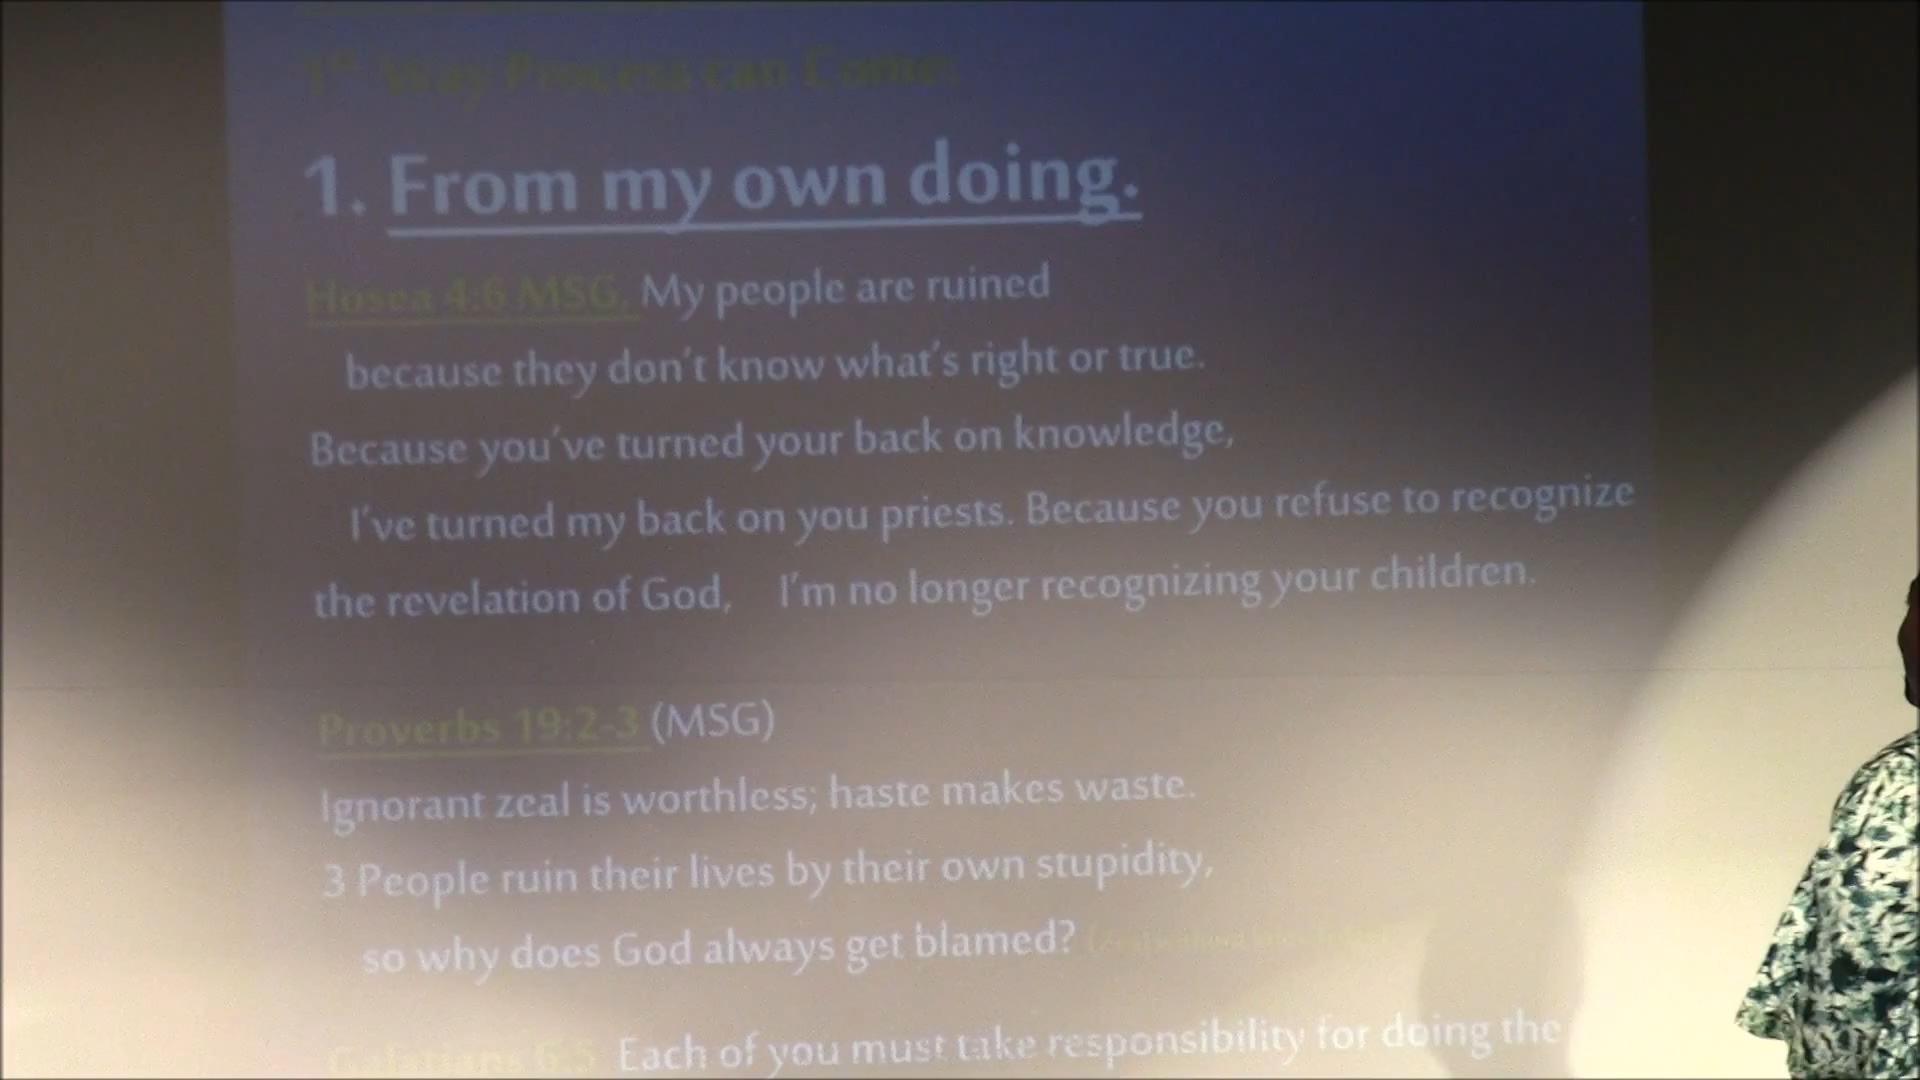 1st Way Process can Come:
1. From my own doing.
Hosea 4:6 MSG, My people are ruined
because they don't know what's right or true.
Because you've turned your back on knowledge,
I've turned my back on you priests. Because you refuse to recognize
the revelation of God, I'm no longer recognizing your children.
Proverbs 19:2-3 (MSG)
Ignorant zeal is worthless; haste makes waste.
3 People ruin their lives by their own stupidity,
so why does God always get blamed?
Galatians 6:5 Each of you must take responsibility for doing the